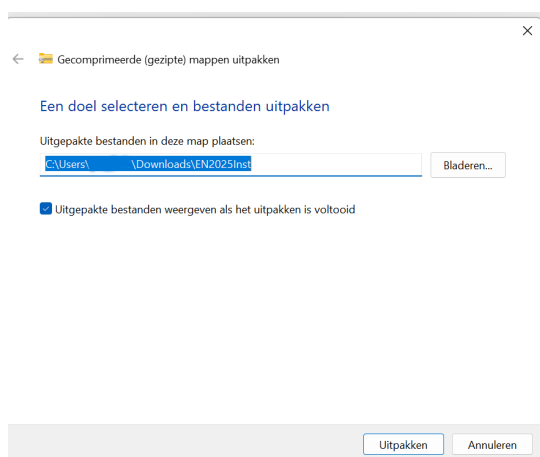 Gecomprimeerde (gezipte) mappen uitpakken
Een doel selecteren en bestanden uitpakken
Uitgepakte bestanden in deze map plaatsen:
C:\Users\ \Downloads\EN2025Inst
Bladeren...
Uitgepakte bestanden weergeven als het uitpakken is voltooid
Uitpakken Annuleren